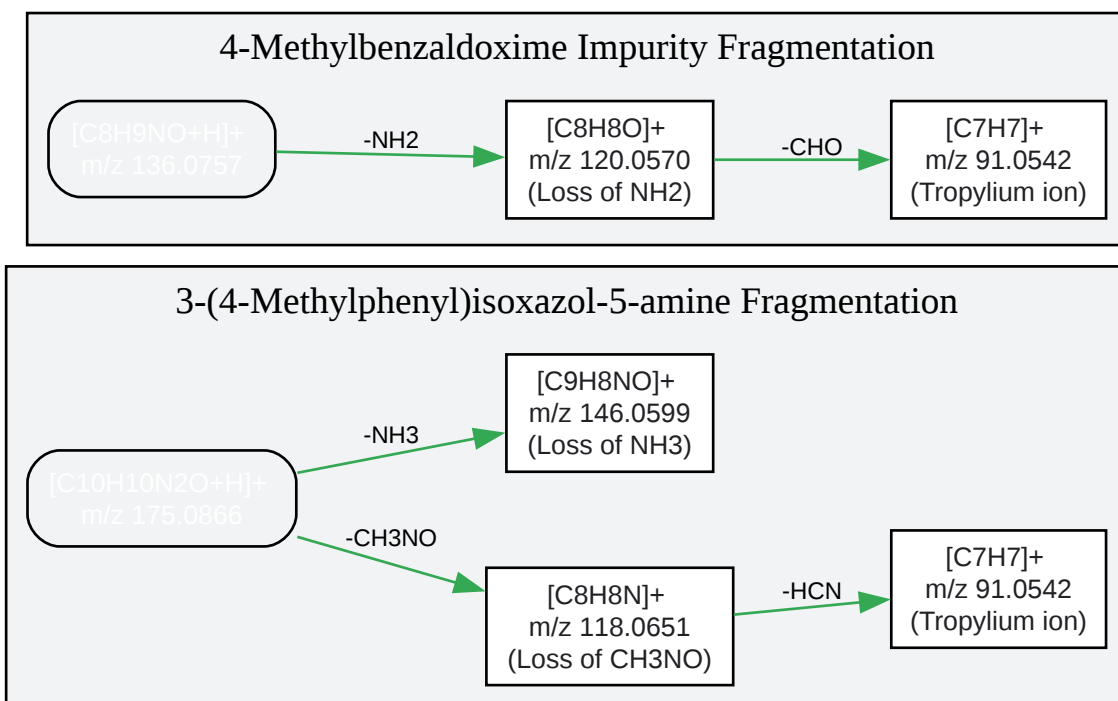 4-Methylbenzaldoxime Impurity Fragmentation
[C8H9NO+H]+
m/z 136.0757
-NH2
[C8H8O]+
m/z 120.0570
(Loss of NH2)
-CHO
[C7H7]+
m/z 91.0542
(Tropylium ion)
3-(4-Methylphenyl)isoxazol-5-amine Fragmentation
[C10H10N2O+H]+
m/z 175.0866
-NH3
[C9H8NO]+
m/z 146.0599
(Loss of NH3)
-CH3NO
[C8H8N]+
m/z 118.0651
(Loss of CH3NO)
-HCN
[C7H7]+
m/z 91.0542
(Tropylium ion)